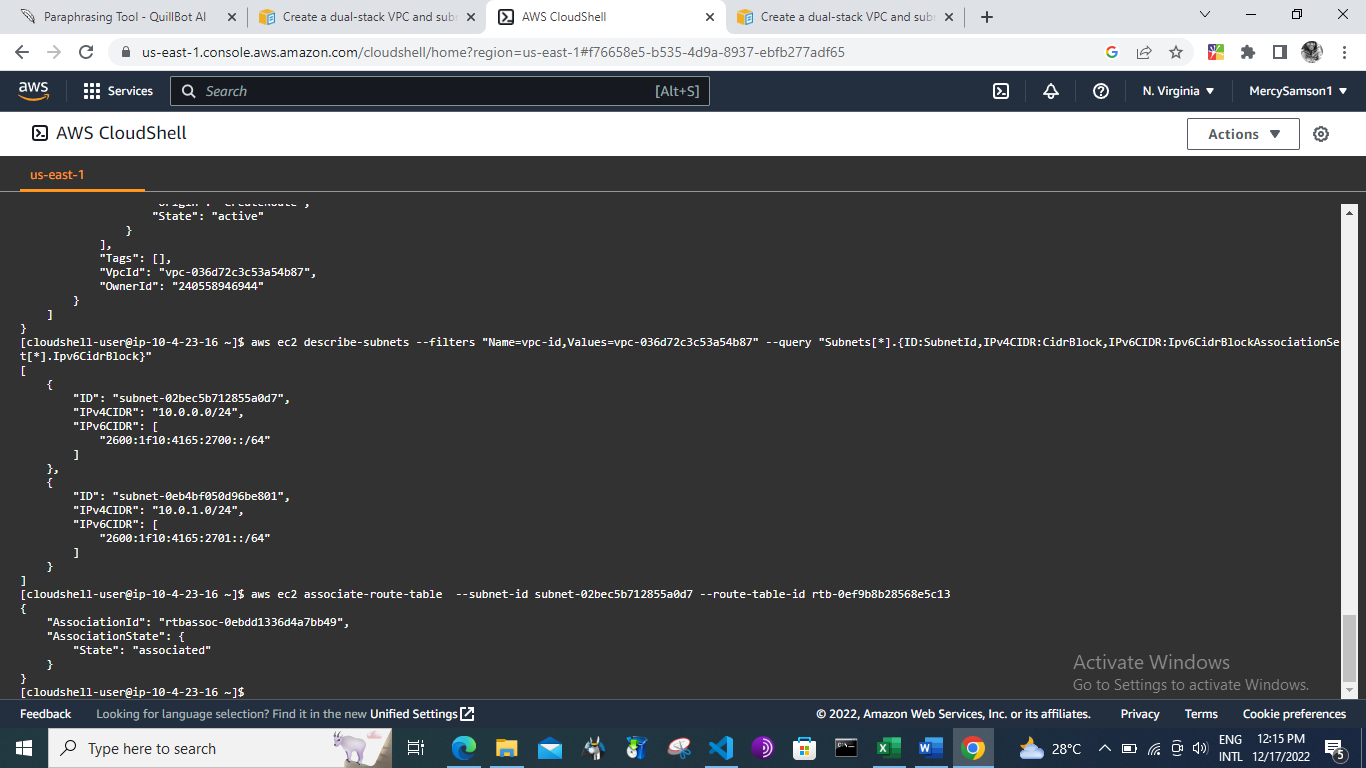 Paraphrasing Tool - QuillBot AI
Create a dual-stack VPC and sub
AWS CloudShell
Create a dual-stack VPC and sub
us-east-1.console.aws.amazon.com/cloudshell/home?region=us-east-1#f76658e5-b535-4d9a-8937-ebfb277adf65
aws
Services
Search
[Alt+S]
N. Virginia
MercySamson1
AWS CloudShell
Actions
us-east-1
"Origin": "CreateRoute",
"State": "active"
}
],
"Tags": [],
"VpcId": "vpc-036d72c3c53a54b87",
"OwnerId": "240558946944"
}
]
}
[cloudshell-user@ip-10-4-23-16 ~]$ aws ec2 describe-subnets --filters "Name=vpc-id,Values=vpc-036d72c3c53a54b87" --query "Subnets[*].{ID:SubnetId,IPv4CIDR:CidrBlock,IPv6CIDR:Ipv6CidrBlockAssociationSe
t[*].Ipv6CidrBlock}"
[
{
"ID": "subnet-02bec5b712855a0d7",
"IPv4CIDR": "10.0.0.0/24",
"IPv6CIDR": [
"2600:1f10:4165:2700::/64"
]
},
{
"ID": "subnet-0eb4bf050d96be801",
"IPv4CIDR": "10.0.1.0/24",
"IPv6CIDR": [
"2600:1f10:4165:2701::/64"
]
}
]
[cloudshell-user@ip-10-4-23-16 ~]$ aws ec2 associate-route-table  --subnet-id subnet-02bec5b712855a0d7 --route-table-id rtb-0ef9b8b28568e5c13
{
"AssociationId": "rtbassoc-0ebdd1336d4a7bb49",
"AssociationState": {
"State": "associated"
}
}
[cloudshell-user@ip-10-4-23-16 ~]$
Activate Windows
Go to Settings to activate Windows.
Feedback
Looking for language selection? Find it in the new Unified Settings
© 2022, Amazon Web Services, Inc. or its affiliates.
Privacy
Terms
Cookie preferences
Type here to search
28°C
ENG
INTL
12:15 PM
12/17/2022
5